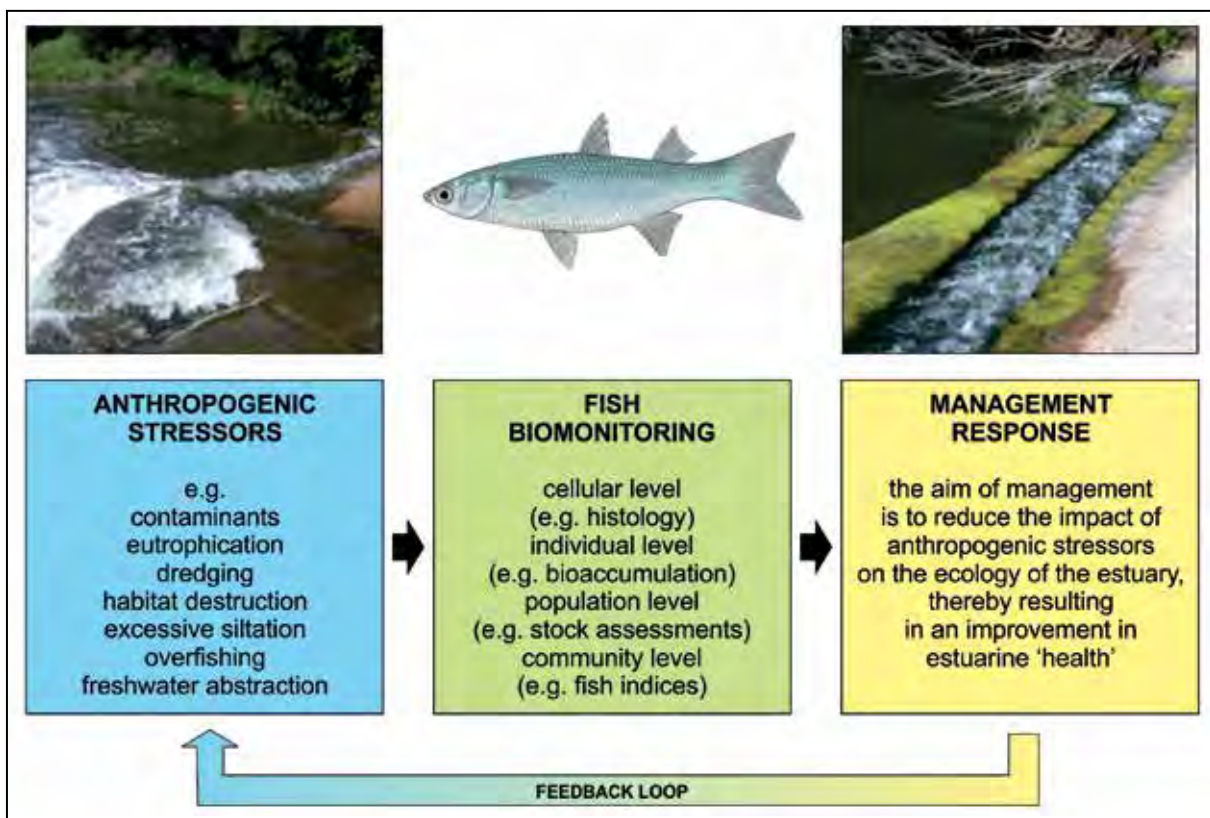 ANTHROPOGENIC
STRESSORS
e.g.
contaminants
eutrophication
dredging
habitat destruction
excessive siltation
overfishing
freshwater abstraction
FISH
BIOMONITORING
cellular level
(e.g. histology)
individual level
(e.g. bioaccumulation)
population level
(e.g. stock assessments)
community level
(e.g. fish indices)
MANAGEMENT
RESPONSE
the aim of management
is to reduce the impact of
anthropogenic stressors
on the ecology of the estuary,
thereby resulting
in an improvement in
estuarine ‘health’
FEEDBACK LOOP